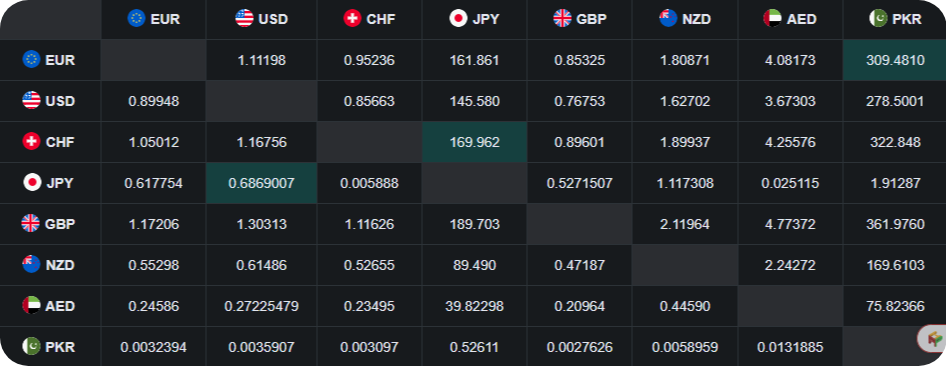 EUR USD CHF JPY GBP NZD AED PKR
EUR 1.11198 0.95236 161.861 0.85325 1.80871 4.08173 309.4810
USD 0.89948 0.85663 145.580 0.76753 1.62702 3.67303 278.5001
CHF 1.05012 1.16756 169.962 0.89601 1.89937 4.25576 322.848
JPY 0.617754 0.6869007 0.005888 0.5271507 1.117308 0.025115 1.91287
GBP 1.17206 1.30313 1.11626 189.703 2.11964 4.77372 361.9760
NZD 0.55298 0.61486 0.52655 89.490 0.47187 2.24272 169.6103
AED 0.24586 0.27225479 0.23495 39.82298 0.20964 0.44590 75.82366
PKR 0.0032394 0.0035907 0.003097 0.52611 0.0027626 0.0058959 0.0131885